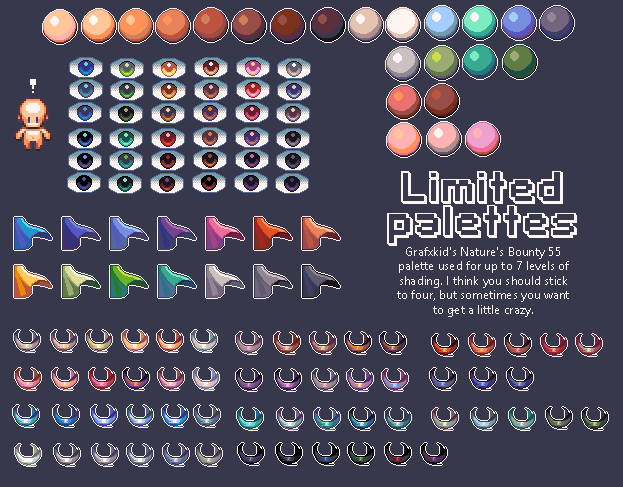 !
Limited
palettes
Grafxkid's Nature's Bounty 55
palette used for up to 7 levels of
shading. I think you should stick
to four, but sometimes you want
to get a little crazy.